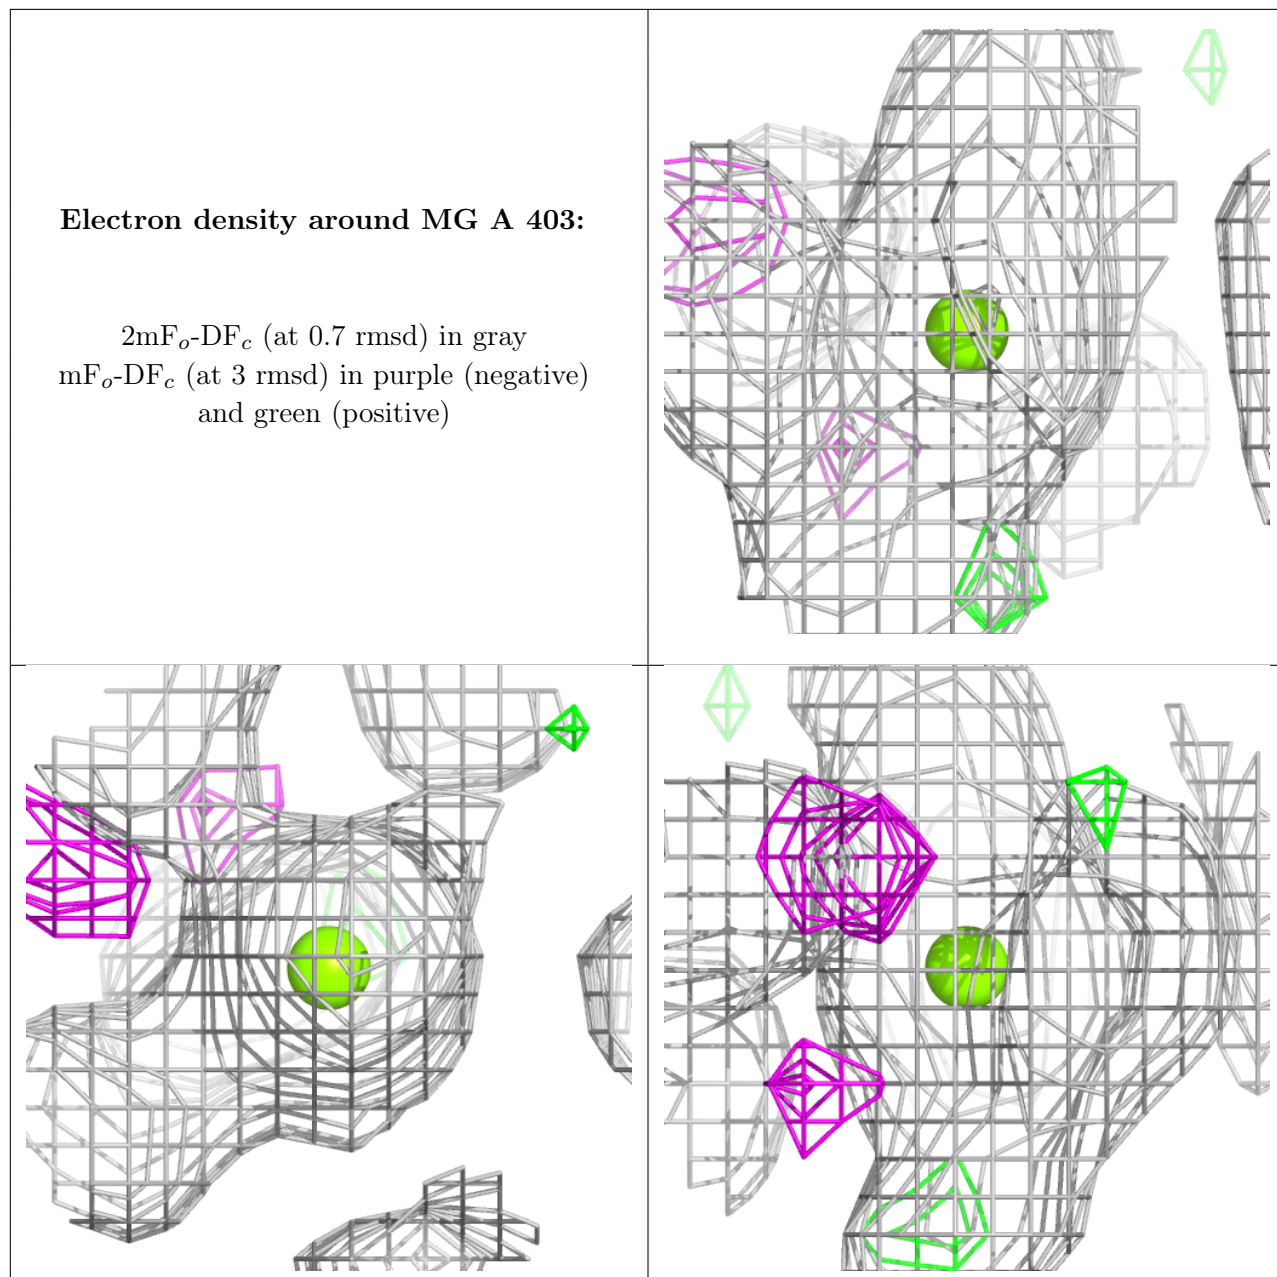 Electron density around MG A 403:
2mFo-DFc (at 0.7 rmsd) in gray
mFo-DFc (at 3 rmsd) in purple (negative)
and green (positive)